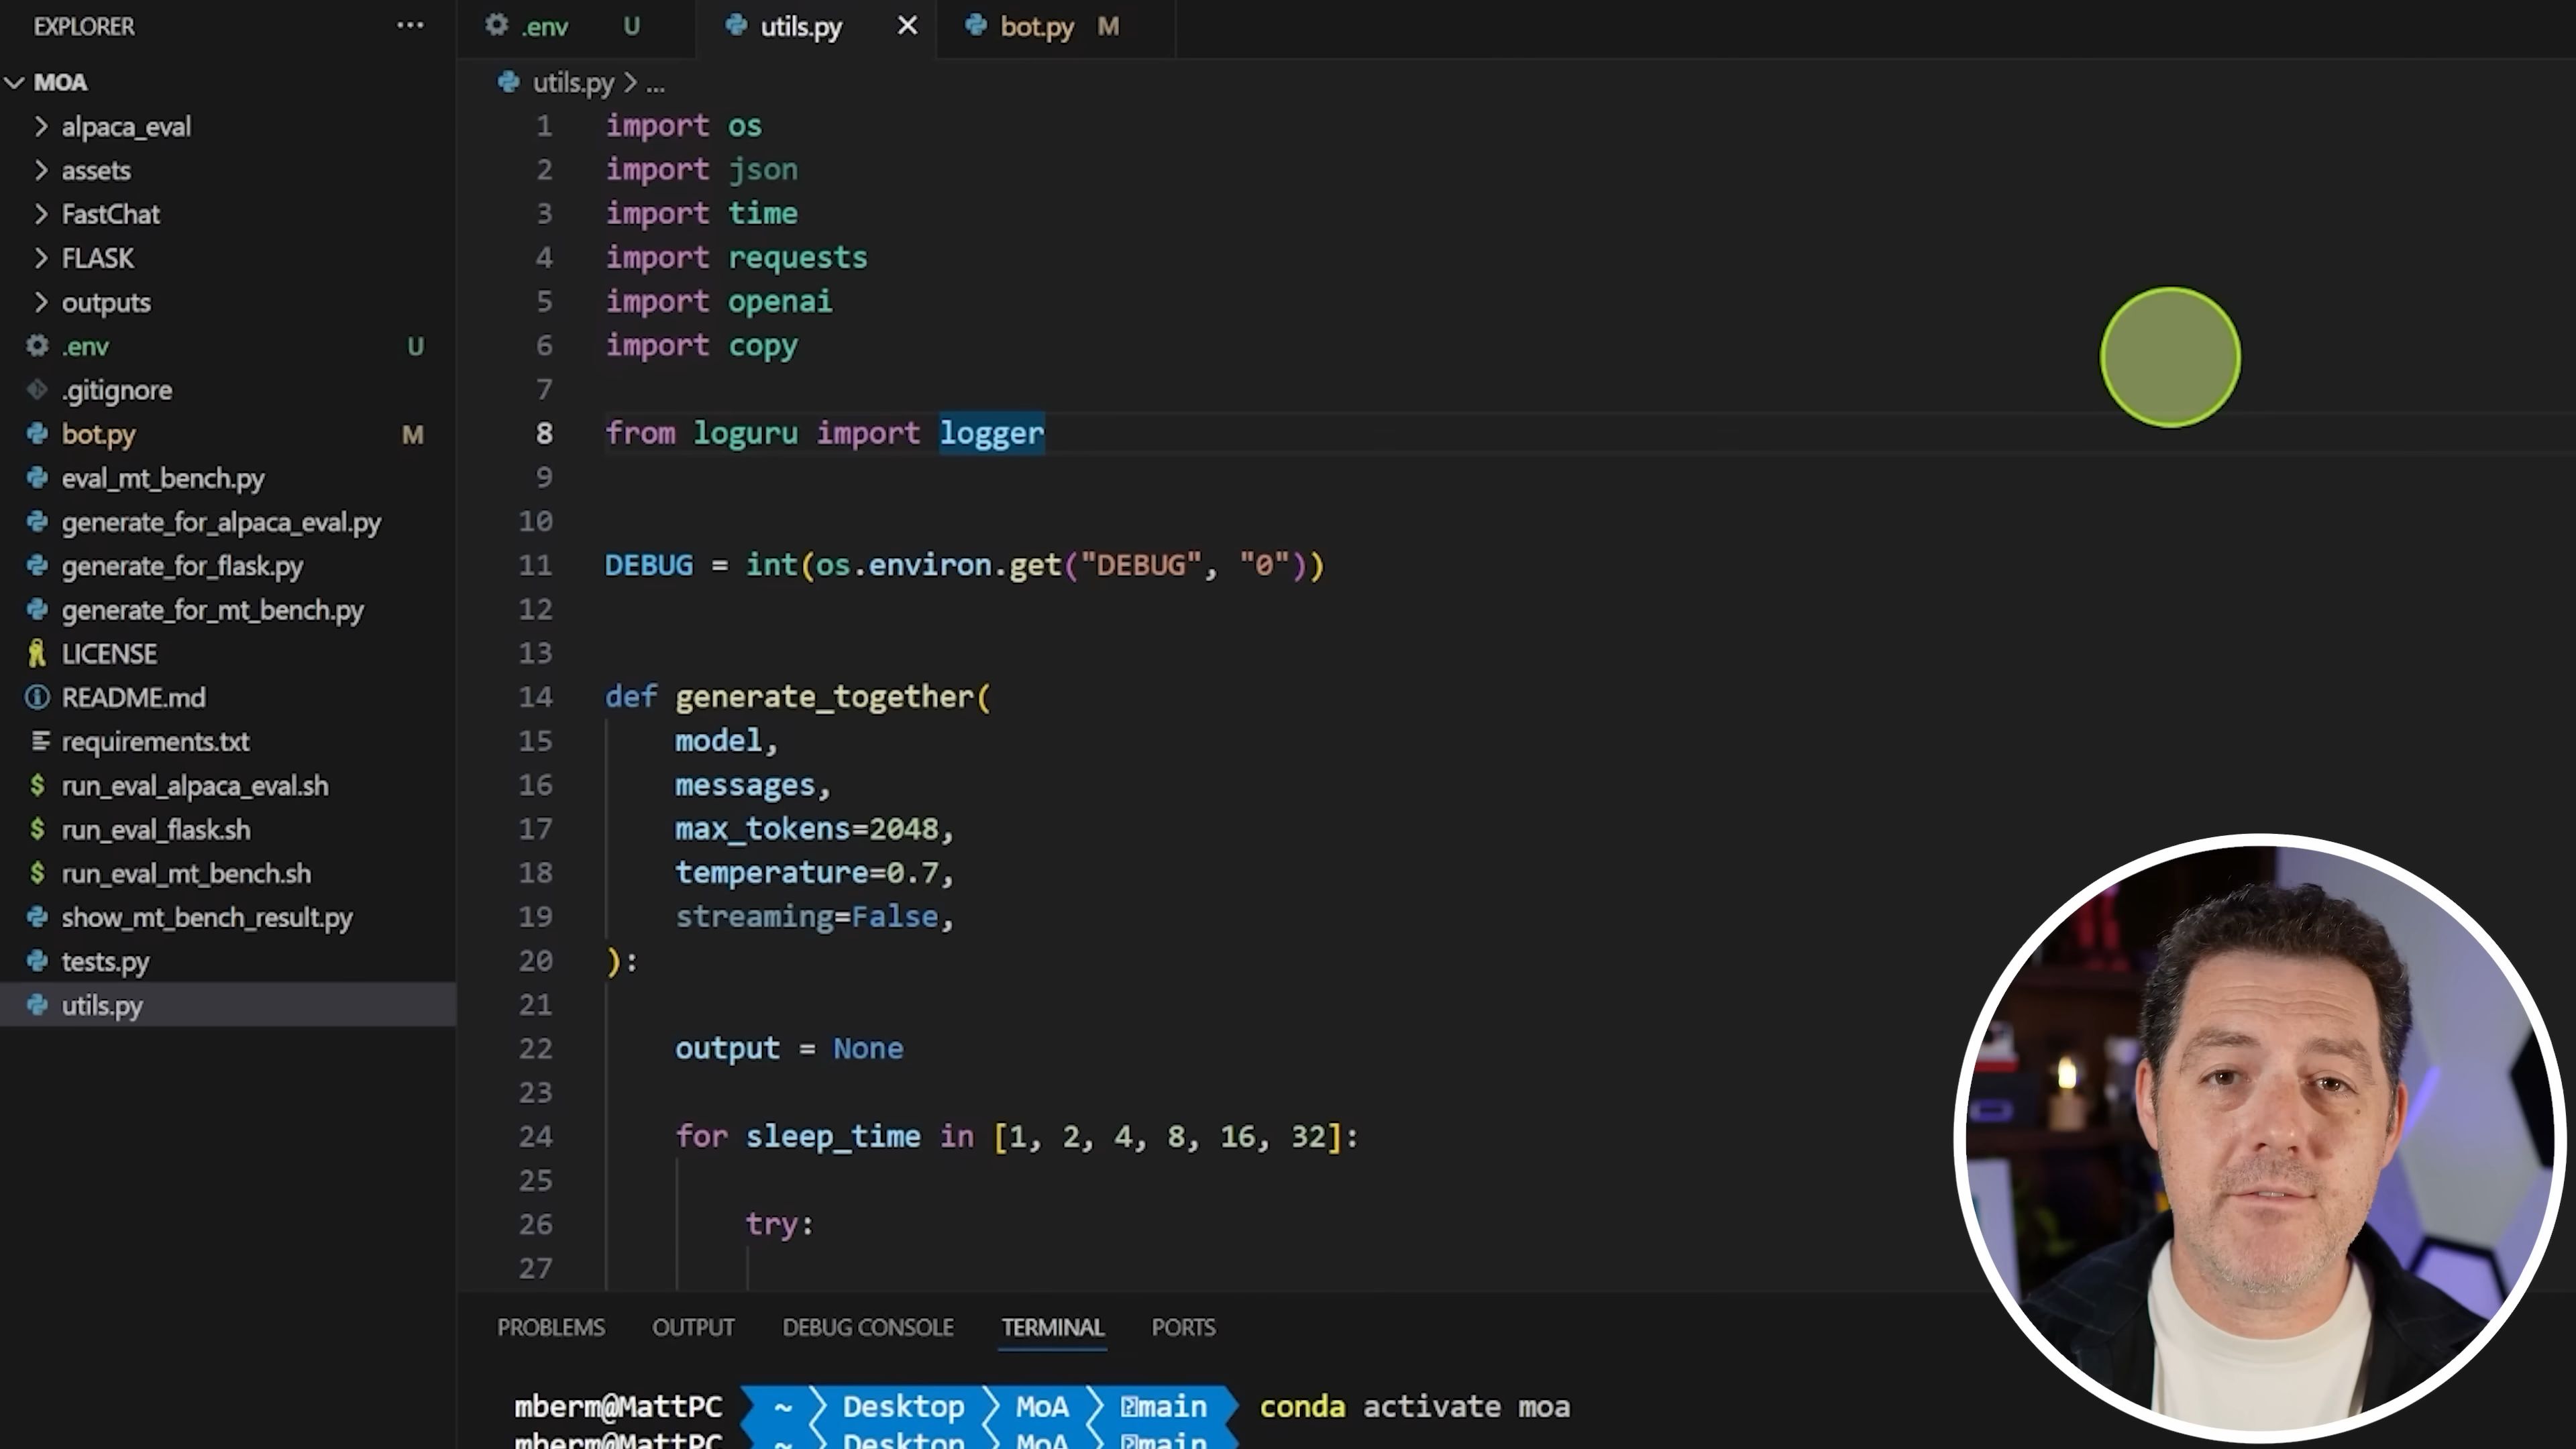 EXPLORER
MOA
alpaca_eval
assets
FastChat
FLASK
outputs
.env U
.gitignore
bot.py M
eval_mt_bench.py
generate_for_alpaca_eval.py
generate_for_flask.py
generate_for_mt_bench.py
LICENSE
README.md
requirements.txt
run_eval_alpaca_eval.sh
run_eval_flask.sh
run_eval_mt_bench.sh
show_mt_bench_result.py
tests.py
utils.py
.env U utils.py bot.py M
utils.py > ...
1 import os
2 import json
3 import time
4 import requests
5 import openai
6 import copy
7
8 from loguru import logger
9
10
11 DEBUG = int(os.environ.get("DEBUG", "0"))
12
13
14 def generate_together(
15 model,
16 messages,
17 max_tokens=2048,
18 temperature=0.7,
19 streaming=False,
20 ):
21
22 output = None
23
24 for sleep_time in [1, 2, 4, 8, 16, 32]:
25
26 try:
27
PROBLEMS OUTPUT DEBUG CONSOLE TERMINAL PORTS
mberm@MattPC ~ Desktop MoA main conda activate moa
mberm@MattPC ~ Desktop MoA main